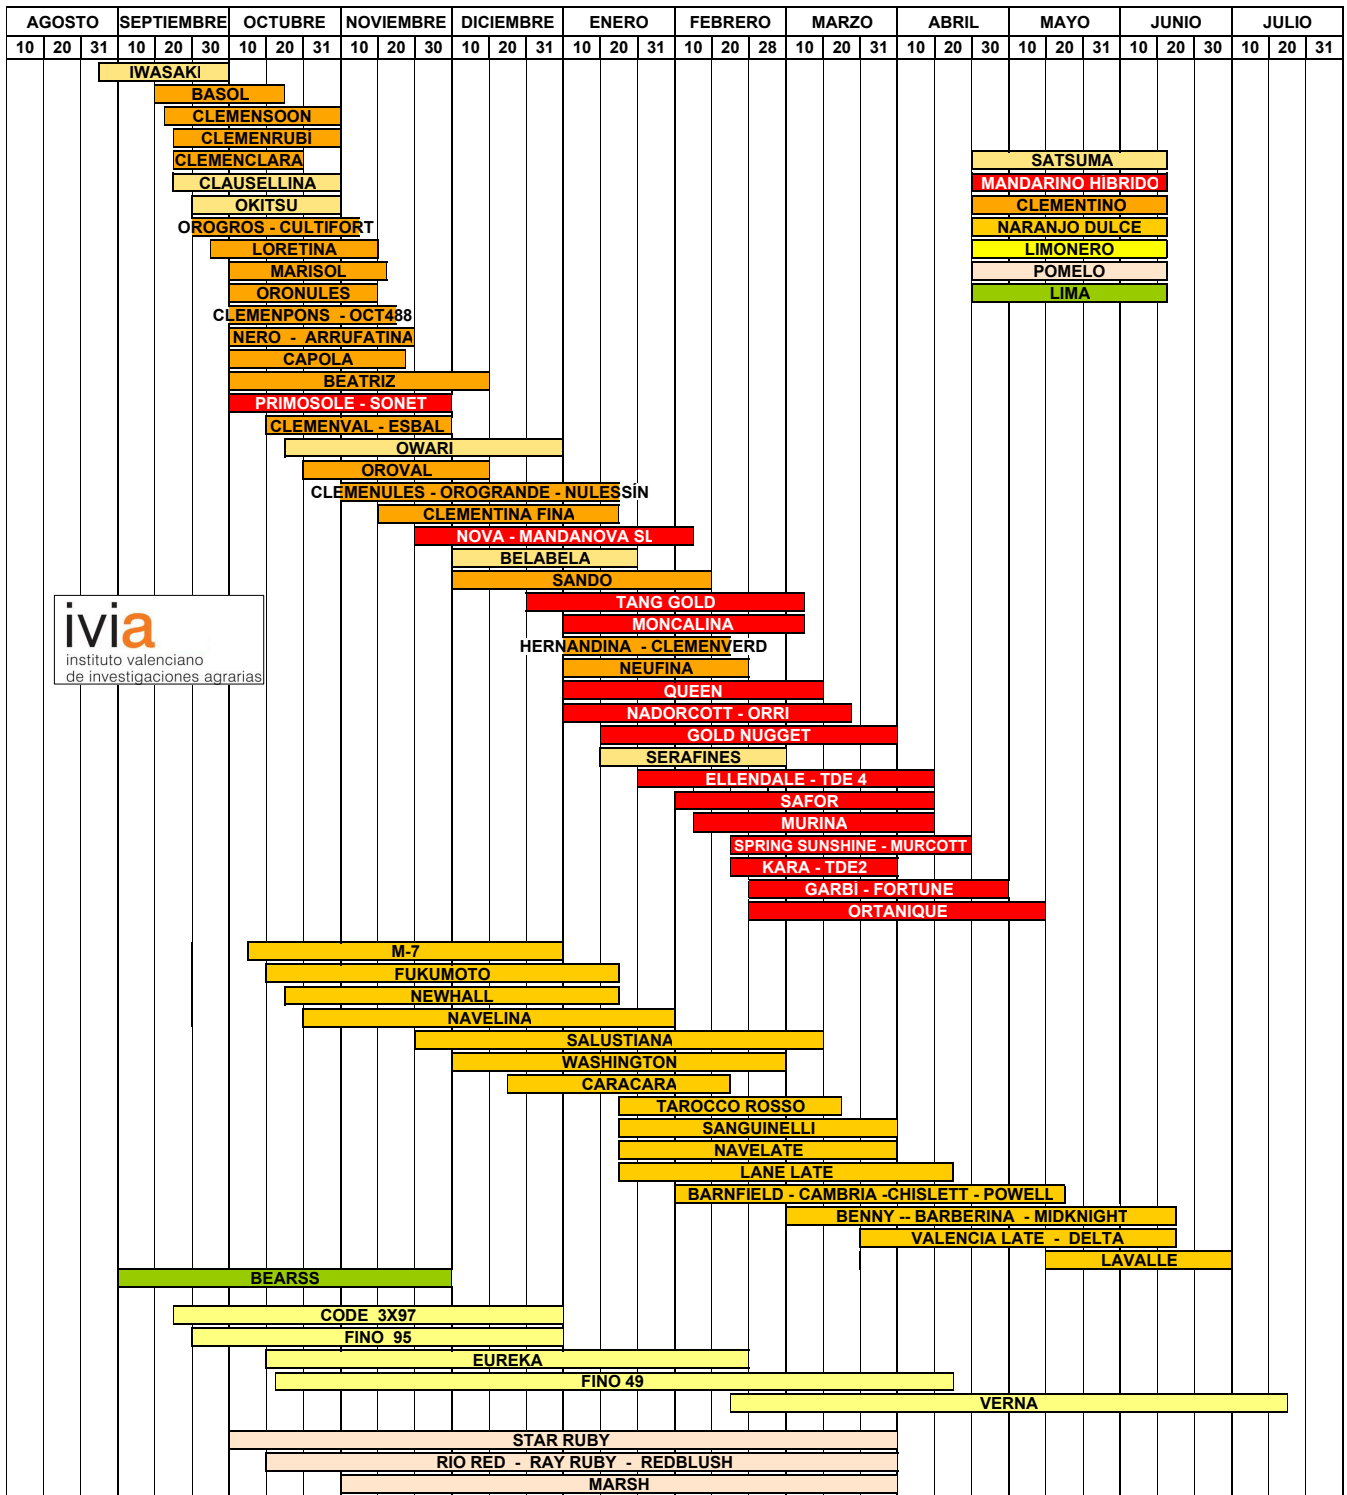 AGOSTO SEPTIEMBRE OCTUBRE NOVIEMBRE DICIEMBRE ENERO FEBRERO MARZO ABRIL MAYO JUNIO JULIO
10 20 31 10 20 30 10 20 31 10 20 30 10 20 31 10 20 31 10 20 28 10 20 31 10 20 30 10 20 31 10 20 30 10 20 31
IWASAKI
BASOL
CLEMENSOON
CLEMENRUBÍ
CLEMENCLARA SATSUMA
CLAUSELLINA MANDARINO HÍBRIDO
OKITSU CLEMENTINO
OROGROS - CULTIFORT NARANJO DULCE
LORETINA LIMONERO
MARISOL POMELO
ORONULES LIMA
CLEMENPONS - OCT488
NERO - ARRUFATINA
CAPOLA
BEATRIZ
PRIMOSOLE - SONET
CLEMENVAL - ESBAL
OWARI
OROVAL
CLEMENULES - OROGRANDE - NULESSÍN
CLEMENTINA FINA
NOVA - MANDANOVA SL
BELABELA
SANDO
TANG GOLD
MONCALINA
HERNANDINA - CLEMENVERD
NEUFINA
ivia
instituto valenciano
de investigaciones agrarias
QUEEN
NADORCOTT - ORRI
GOLD NUGGET
SERAFINES
ELLENDALE - TDE 4
SAFOR
MURINA
SPRING SUNSHINE - MURCOTT
KARA - TDE2
GARBÍ - FORTUNE
ORTANIQUE
M-7
FUKUMOTO
NEWHALL
NAVELINA
SALUSTIANA
WASHINGTON
CARACARA
TAROCCO ROSSO
SANGUINELLI
NAVELATE
LANE LATE
BARNFIELD - CAMBRIA -CHISLETT - POWELL
BENNY -- BARBERINA - MIDKNIGHT
VALENCIA LATE - DELTA
LAVALLE
BEARSS
CODE 3X97
FINO 95
EUREKA
FINO 49
VERNA
STAR RUBY
RIO RED - RAY RUBY - REDBLUSH
MARSH